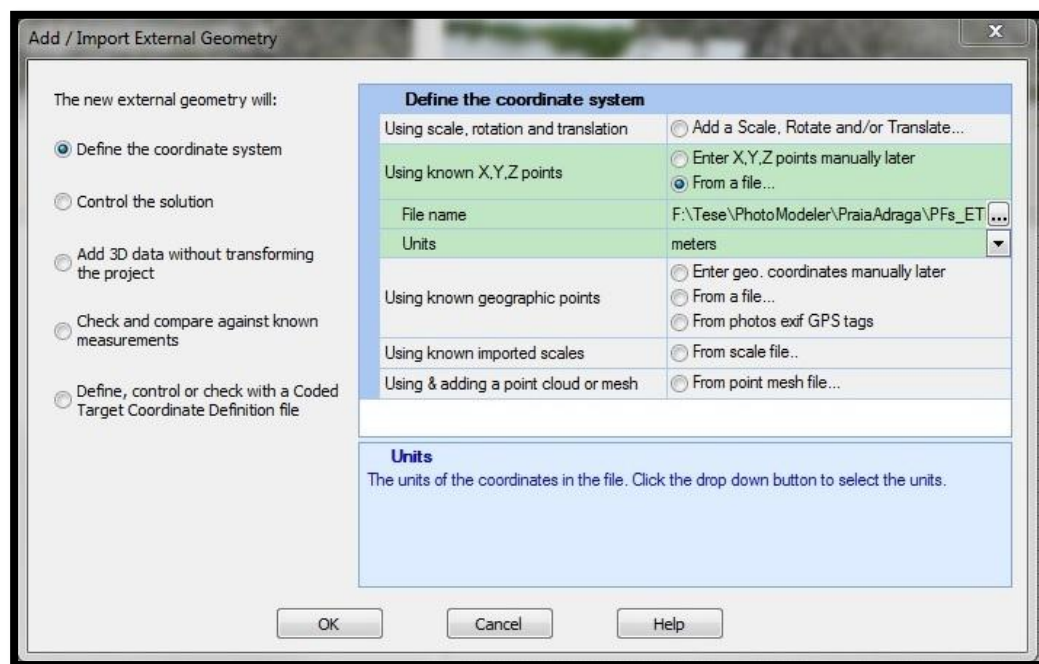 Add / Import External Geometry
X
The new external geometry will:
Define the coordinate system
Control the solution
Add 3D data without transforming
the project
Check and compare against known
measurements
Define, control or check with a Coded
Target Coordinate Definition file
Define the coordinate system
Using scale, rotation and translation
Add a Scale, Rotate and/or Translate...
Using known X,Y,Z points
Enter X,Y,Z points manually later
From a file...
File name
F:\Tese\PhotoModeler\PraiaAdraga\PFs_ET
...
Units
meters
Using known geographic points
Enter geo. coordinates manually later
From a file...
From photos exif GPS tags
Using known imported scales
From scale file..
Using & adding a point cloud or mesh
From point mesh file...
Units
The units of the coordinates in the file. Click the drop down button to select the units.
OK
Cancel
Help